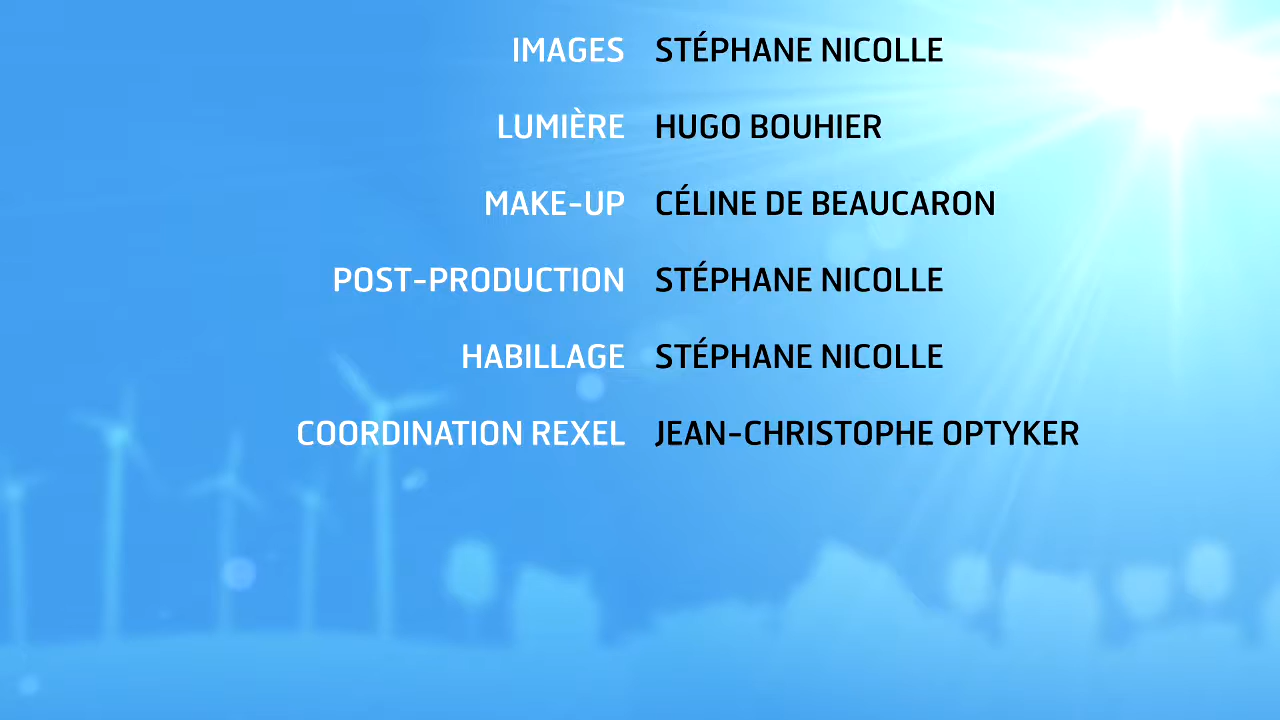 IMAGES STÉPHANE NICOLLE
LUMIÈRE HUGO BOUHIER
MAKE-UP CÉLINE DE BEAUCARON
POST-PRODUCTION STÉPHANE NICOLLE
HABILLAGE STÉPHANE NICOLLE
COORDINATION REXEL JEAN-CHRISTOPHE OPTYKER